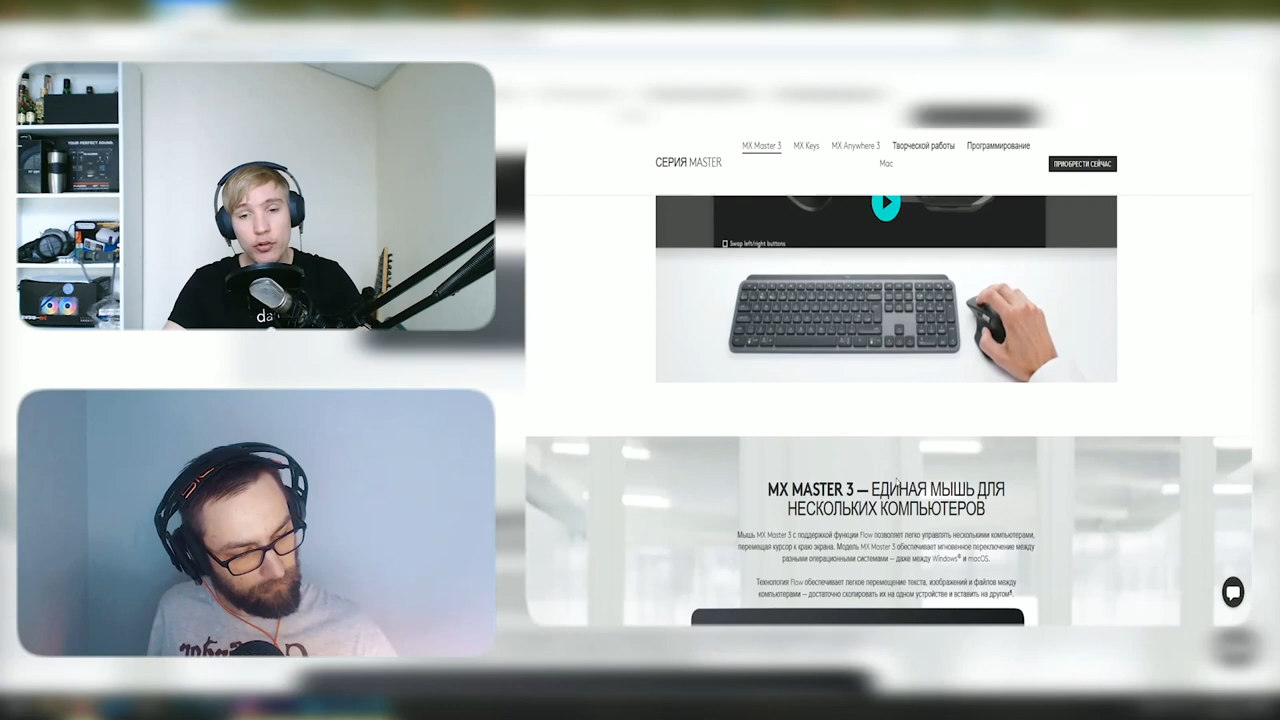 YOUR PERFECT SOUND.
da
MX Master 3 MX Keys MX Anywhere 3 Творческой работы Программирование
СЕРИЯ MASTER
Mac
ПРИОБРЕСТИ СЕЙЧАС
Swap left/right buttons
MX MASTER 3 — ЕДИНАЯ МЫШЬ ДЛЯ
НЕСКОЛЬКИХ КОМПЬЮТЕРОВ
Мышь MX Master 3 с поддержкой функции Flow позволяет легко управлять несколькими компьютерами,
перемещая курсор к краю экрана. Модель MX Master 3 обеспечивает мгновенное переключение между
разными операционными системами — даже между Windows® и macOS.
Технология Flow обеспечивает легкое перемещение текста, изображений и файлов между
компьютерами — достаточно скопировать их на одном устройстве и вставить на другом